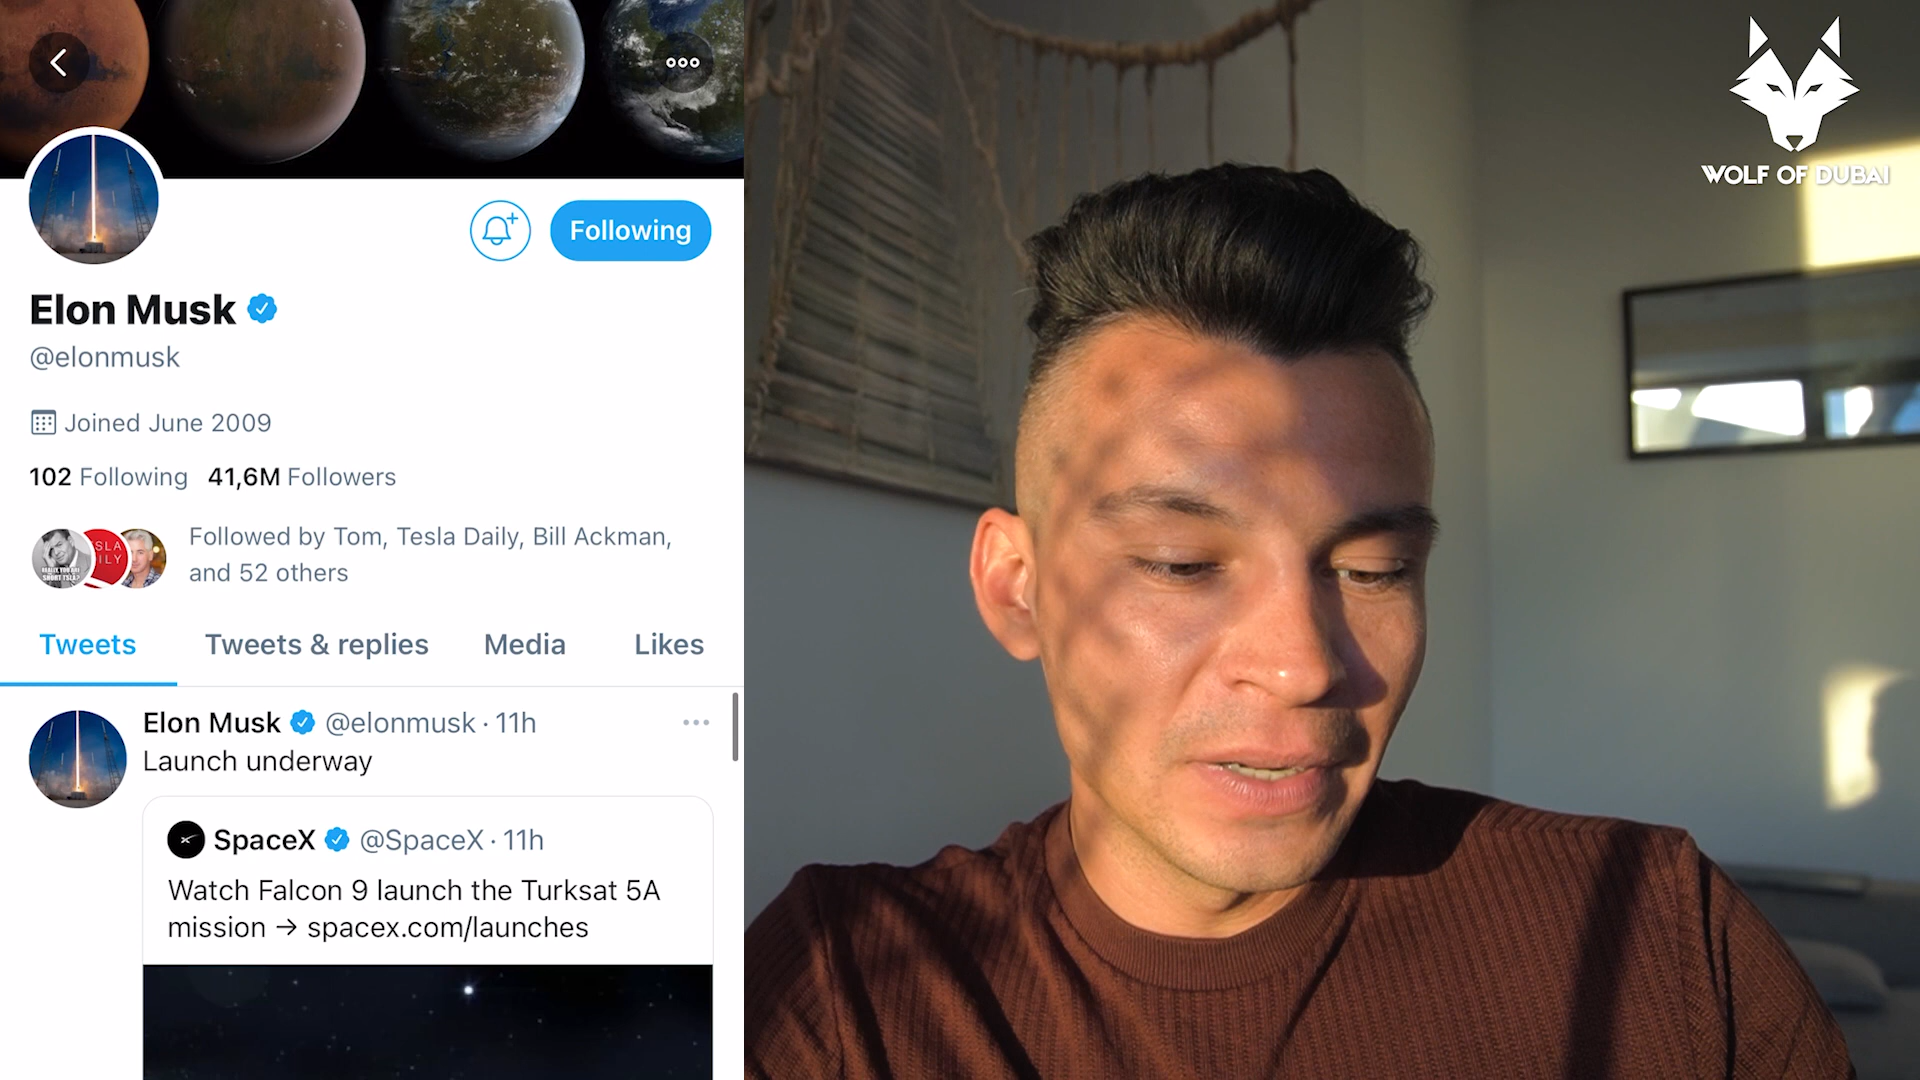 Elon Musk
Following
@elonmusk
Joined June 2009
102 Following 41,6M Followers
Followed by Tom, Tesla Daily, Bill Ackman,
and 52 others
Tweets Tweets & replies Media Likes
Elon Musk @elonmusk · 11h
Launch underway
SpaceX @SpaceX · 11h
Watch Falcon 9 launch the Turksat 5A
mission → spacex.com/launches
WOLF OF DUBAI